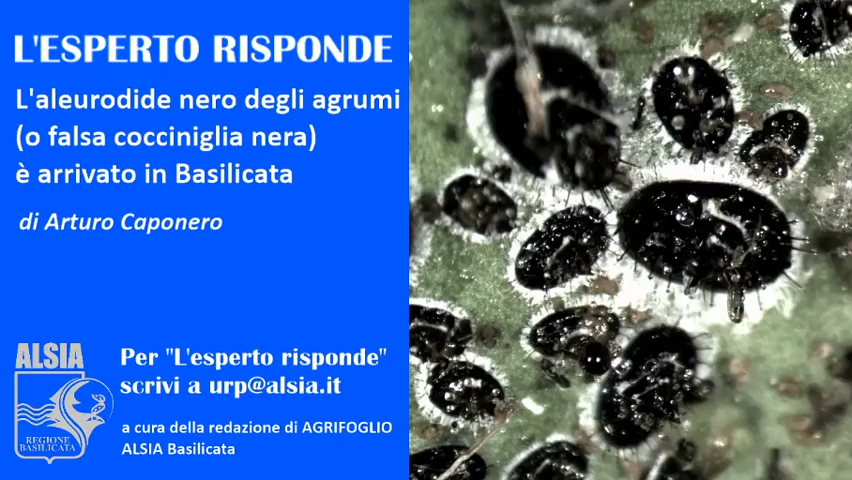 L'ESPERTO RISPONDE
L'aleurodide nero degli agrumi
(o falsa cocciniglia nera)
è arrivato in Basilicata
di Arturo Caponero
ALSIA
REGIONE
BASILICATA
Per "L'esperto risponde"
scrivi a urp@alsia.it
a cura della redazione di AGRIFOGLIO
ALSIA Basilicata